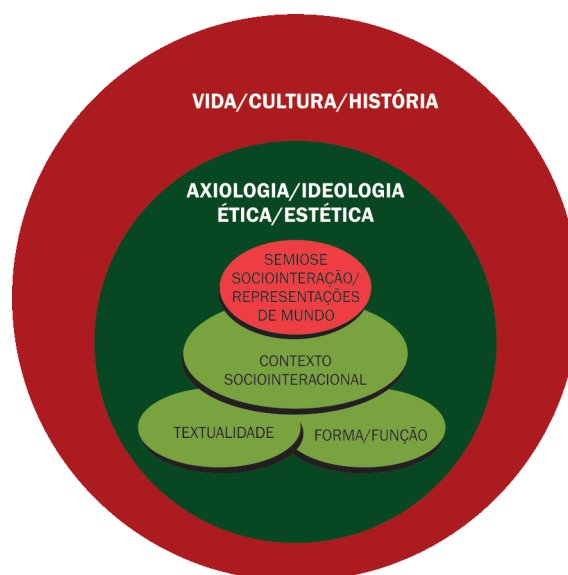 VIDA/CULTURA/HISTÓRIA
AXIOLOGIA/IDEOLOGIA
ÉTICA/ESTÉTICA
SEMIOSE
SOCIOINTERAÇÃO/
REPRESENTAÇÕES
DE MUNDO
CONTEXTO
SOCIOINTERACIONAL
TEXTUALIDADE
FORMA/FUNÇÃO